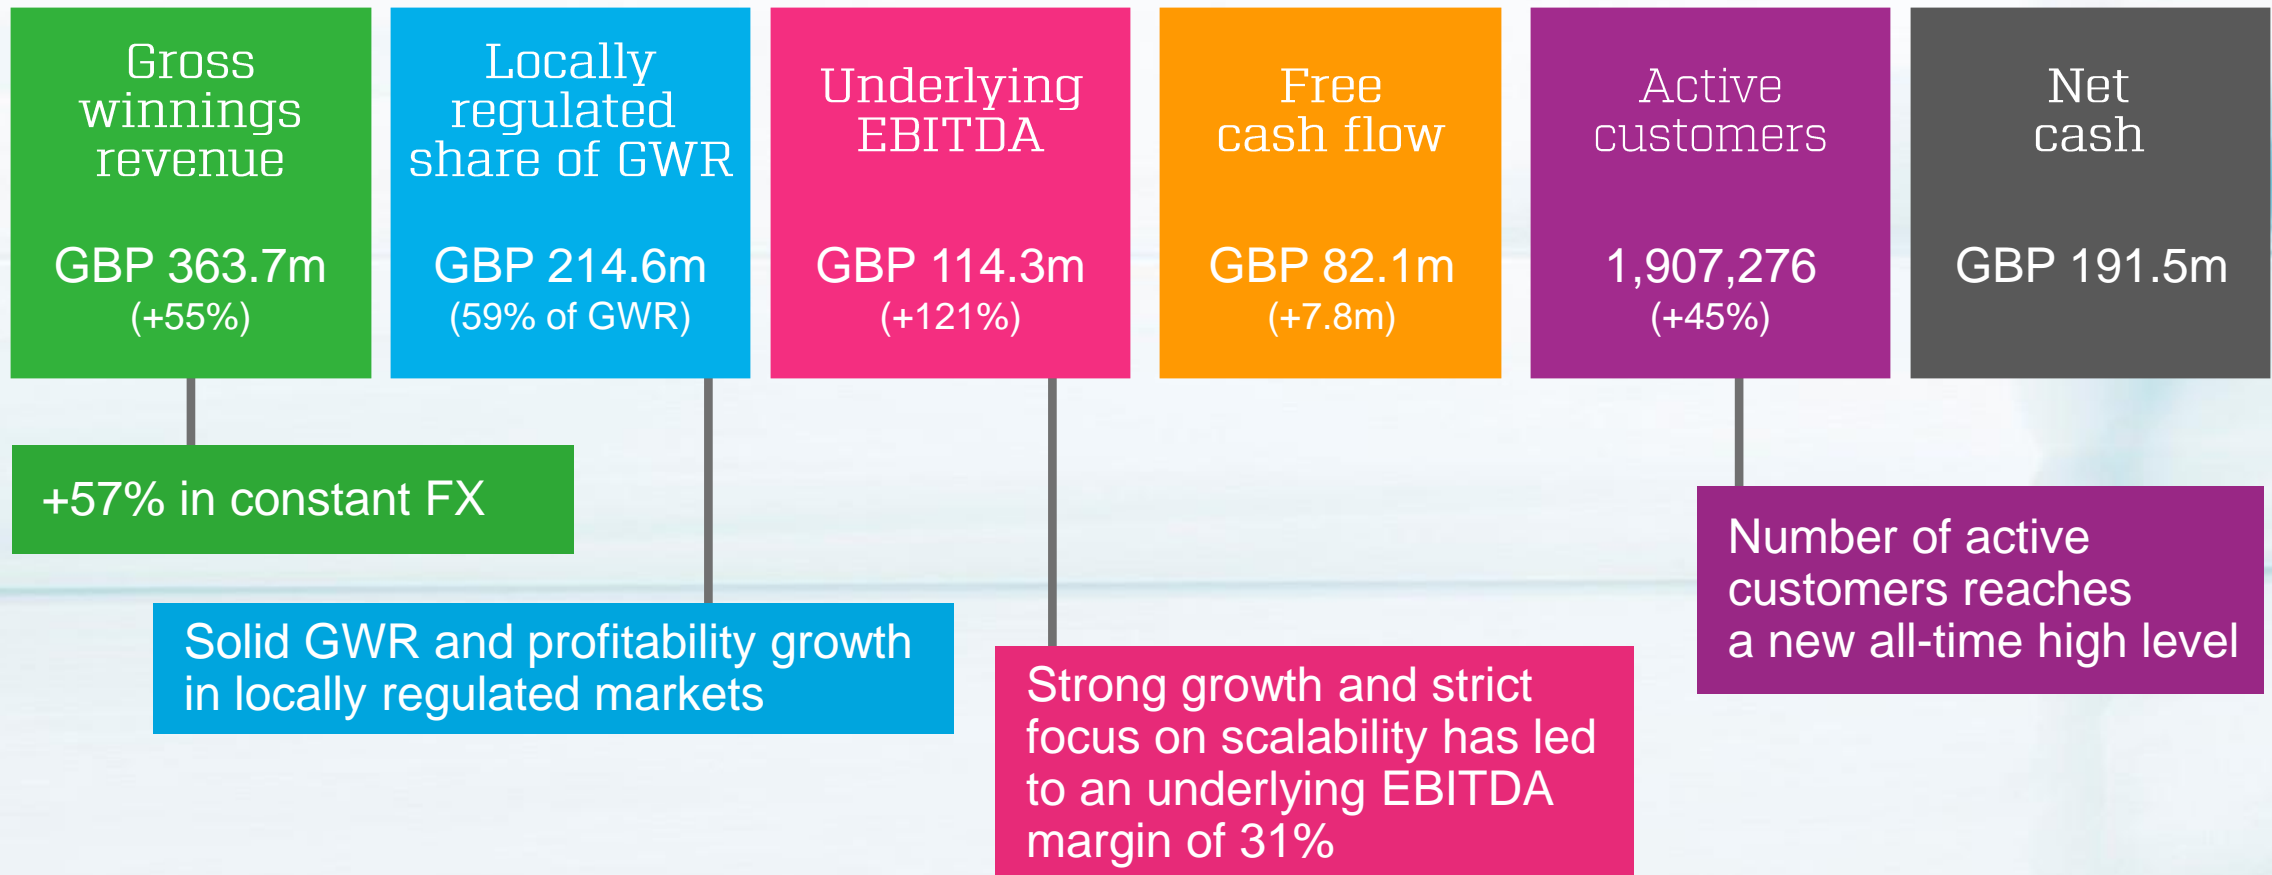 Gross
winnings
revenue
GBP 363.7m
(+55%)
Locally
regulated
share of GWR
GBP 214.6m
(59% of GWR)
Underlying
EBITDA
GBP 114.3m
(+121%)
Free
cash flow
GBP 82.1m
(+7.8m)
Active
customers
1,907,276
(+45%)
Net
cash
GBP 191.5m
+57% in constant FX
Solid GWR and profitability growth
in locally regulated markets
Strong growth and strict
focus on scalability has led
to an underlying EBITDA
margin of 31%
Number of active
customers reaches
a new all-time high level